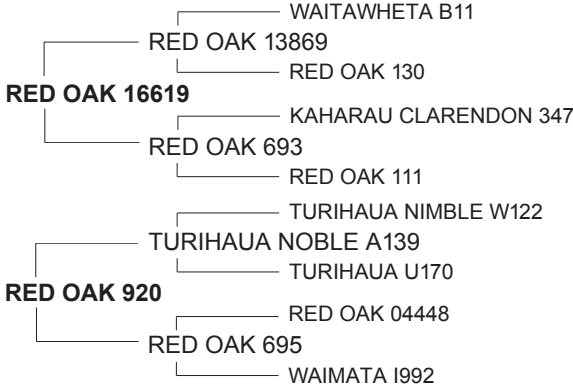 WAITAWHETA B11
RED OAK 13869
RED OAK 130
RED OAK 16619
KAHARAU CLARENDON 347
RED OAK 693
RED OAK 111
TURIHAUA NIMBLE W122
TURIHAUA NOBLE A139
TURIHAUA U170
RED OAK 920
RED OAK 04448
RED OAK 695
WAIMATA I992